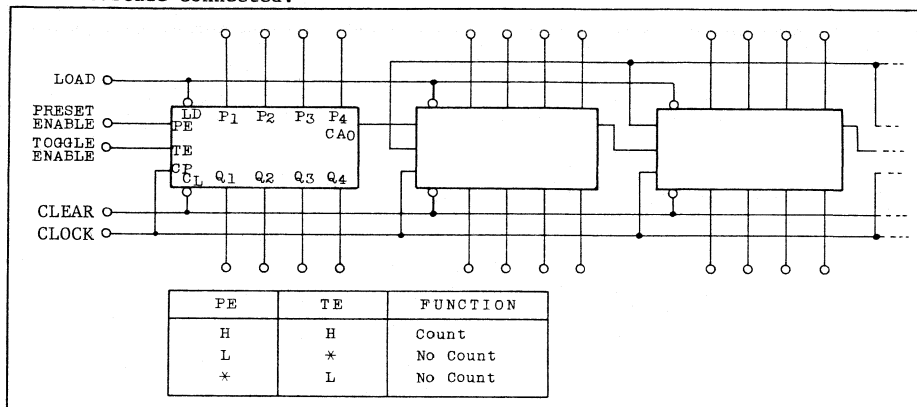 LOAD
PRESET ENABLE
TOGGLE ENABLE
CLEAR
CLOCK
LD P1 P2 P3 P4
PE CAO
TE
CP
CL Q1 Q2 Q3 Q4
PE TE FUNCTION
H H Count
L * No Count
* L No Count